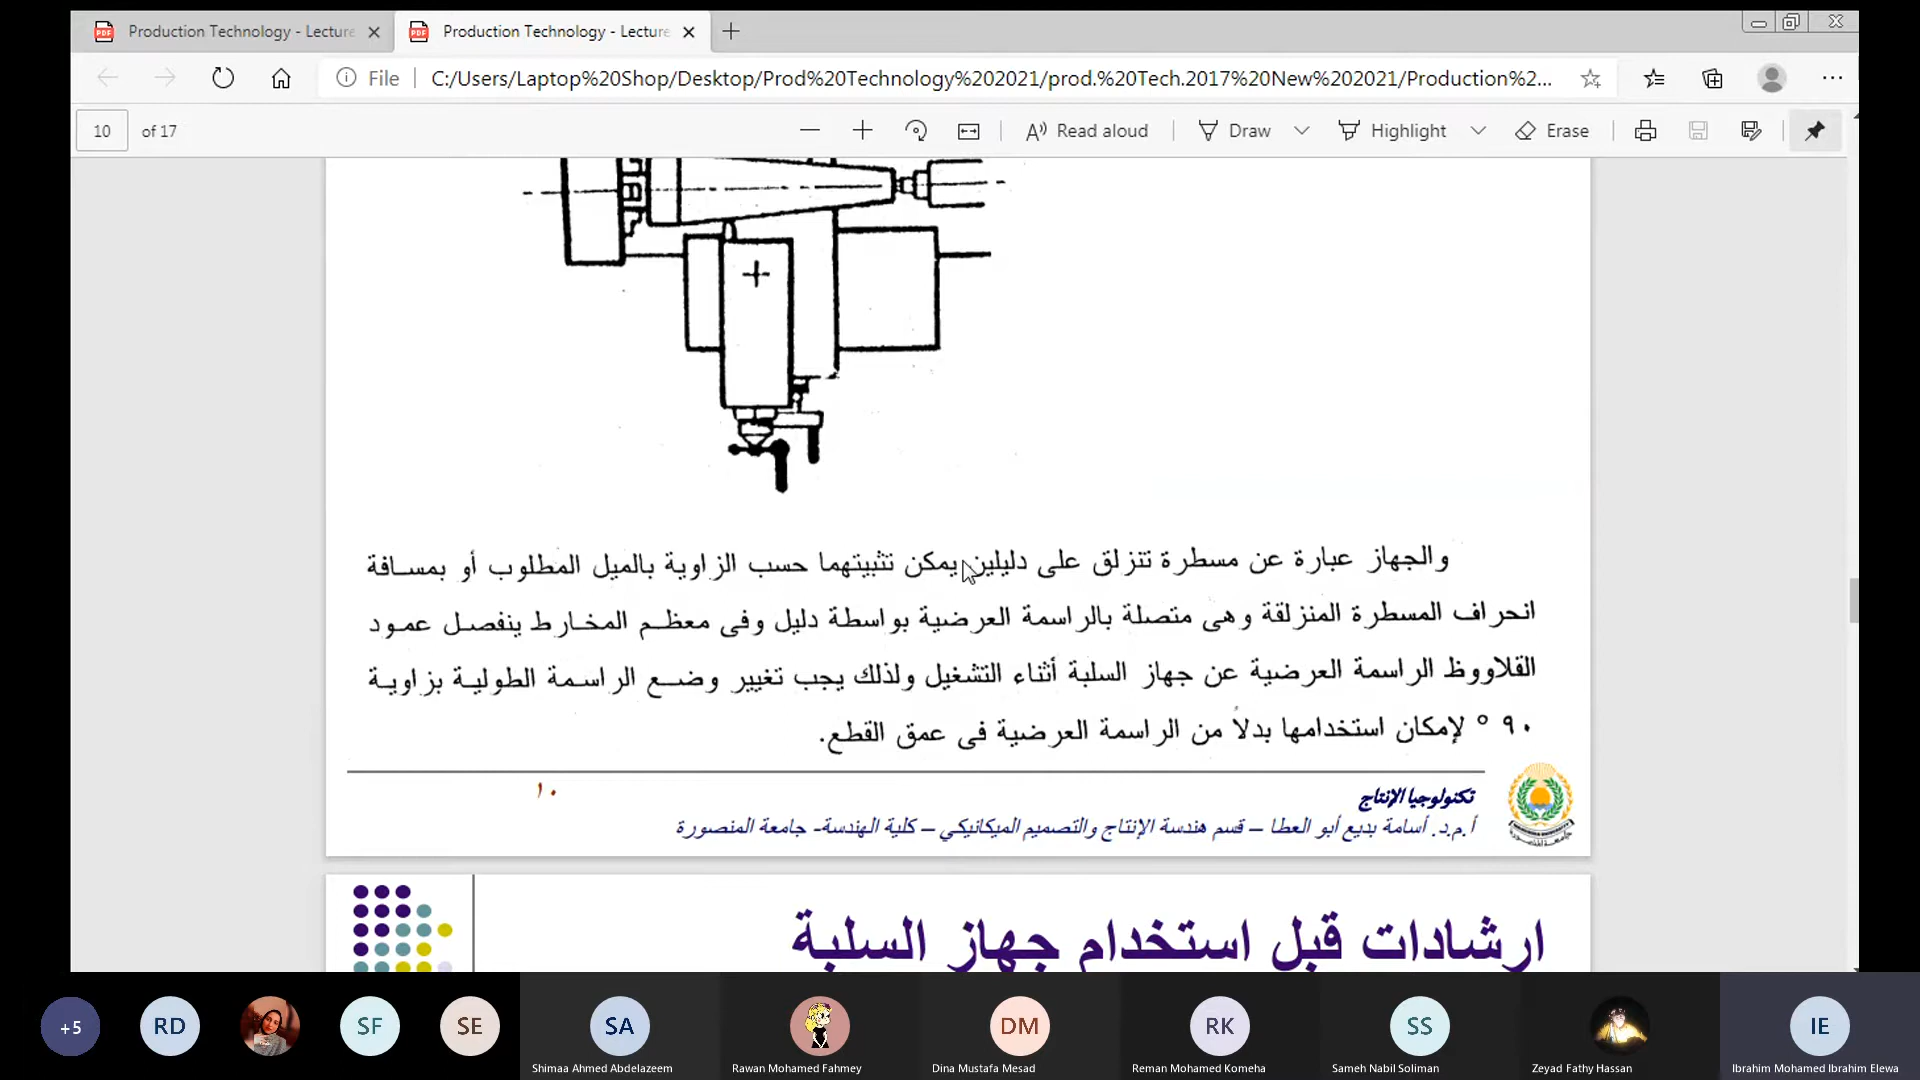 Production Technology - Lecture
Production Technology - Lecture
File
C:/Users/Laptop%20Shop/Desktop/Prod%20Technology%202021/prod.%20Tech.2017%20New%202021/Production%2...
10 of 17
Read aloud
Draw
Highlight
Erase
والجهاز عبارة عن مسطرة تنزلق على دليلين يمكن تثبيتهما حسب الزاوية بالميل المطلوب أو بمسافة
انحراف المسطرة المنزلقة وهى متصلة بالراسمة العرضية بواسطة دليل وفى معظم المخارط ينفصل عمود
القلاووظ الراسمة العرضية عن جهاز السلبة أثناء التشغيل ولذلك يجب تغيير وضع الراسمة الطولية بزاوية
٩٠ ° لإمكان استخدامها بدلاً من الراسمة العرضية فى عمق القطع.
١٠
تكنولوجيا الإنتاج
أ.م.د. أسامة بديع أبو العطا – قسم هندسة الإنتاج والتصميم الميكانيكي – كلية الهندسة- جامعة المنصورة
ارشادات قبل استخدام جهاز السلبة
+5
RD
SF
SE
SA
DM
RK
SS
IE
Shimaa Ahmed Abdelazeem
Rawan Mohamed Fahmey
Dina Mustafa Mesad
Reman Mohamed Komeha
Sameh Nabil Soliman
Zeyad Fathy Hassan
Ibrahim Mohamed Ibrahim Elewa